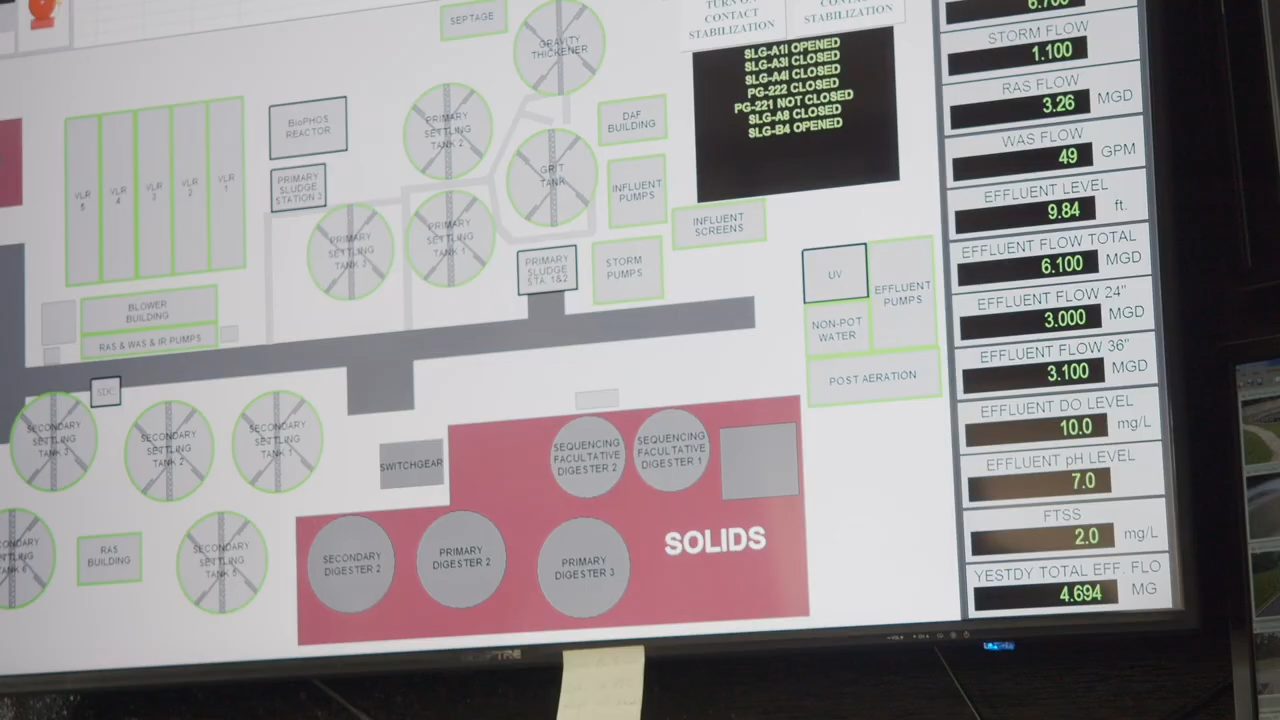 TURN ON
CONTACT
STABILIZATION
CONTACT
STABILIZATION
SEPTAGE
GRAVITY
THICKENER
SLG-A1I OPENED
SLG-A3I CLOSED
SLG-A4I CLOSED
PG-222 CLOSED
PG-221 NOT CLOSED
SLG-A8 CLOSED
SLG-B4 OPENED
BioPHOS
REACTOR
PRIMARY
SETTLING
TANK 2
DAF
BUILDING
VLR
5
VLR
4
VLR
3
VLR
2
VLR
1
PRIMARY
SLUDGE
STATION 3
GRIT
TANK
INFLUENT
PUMPS
PRIMARY
SETTLING
TANK 3
PRIMARY
SETTLING
TANK 1
INFLUENT
SCREENS
PRIMARY
SLUDGE
STA. 1&2
STORM
PUMPS
UV
EFFLUENT
PUMPS
NON-POT
WATER
POST AERATION
BLOWER
BUILDING
RAS & WAS & IR PUMPS
SECONDARY
SETTLING
TANK 3
SECONDARY
SETTLING
TANK 2
SECONDARY
SETTLING
TANK 1
SWITCHGEAR
SEQUENCING
FACULTATIVE
DIGESTER 2
SEQUENCING
FACULTATIVE
DIGESTER 1
RAS
BUILDING
SECONDARY
SETTLING
TANK 5
SECONDARY
DIGESTER 2
PRIMARY
DIGESTER 2
PRIMARY
DIGESTER 3
SOLIDS
6.700
STORM FLOW
1.100
RAS FLOW
3.26 MGD
WAS FLOW
49 GPM
EFFLUENT LEVEL
9.84 ft.
EFFLUENT FLOW TOTAL
6.100 MGD
EFFLUENT FLOW 24"
3.000 MGD
EFFLUENT FLOW 36"
3.100 MGD
EFFLUENT DO LEVEL
10.0 mg/L
EFFLUENT pH LEVEL
7.0
FTSS
2.0 mg/L
YESTDY TOTAL EFF. FLO
4.694 MG